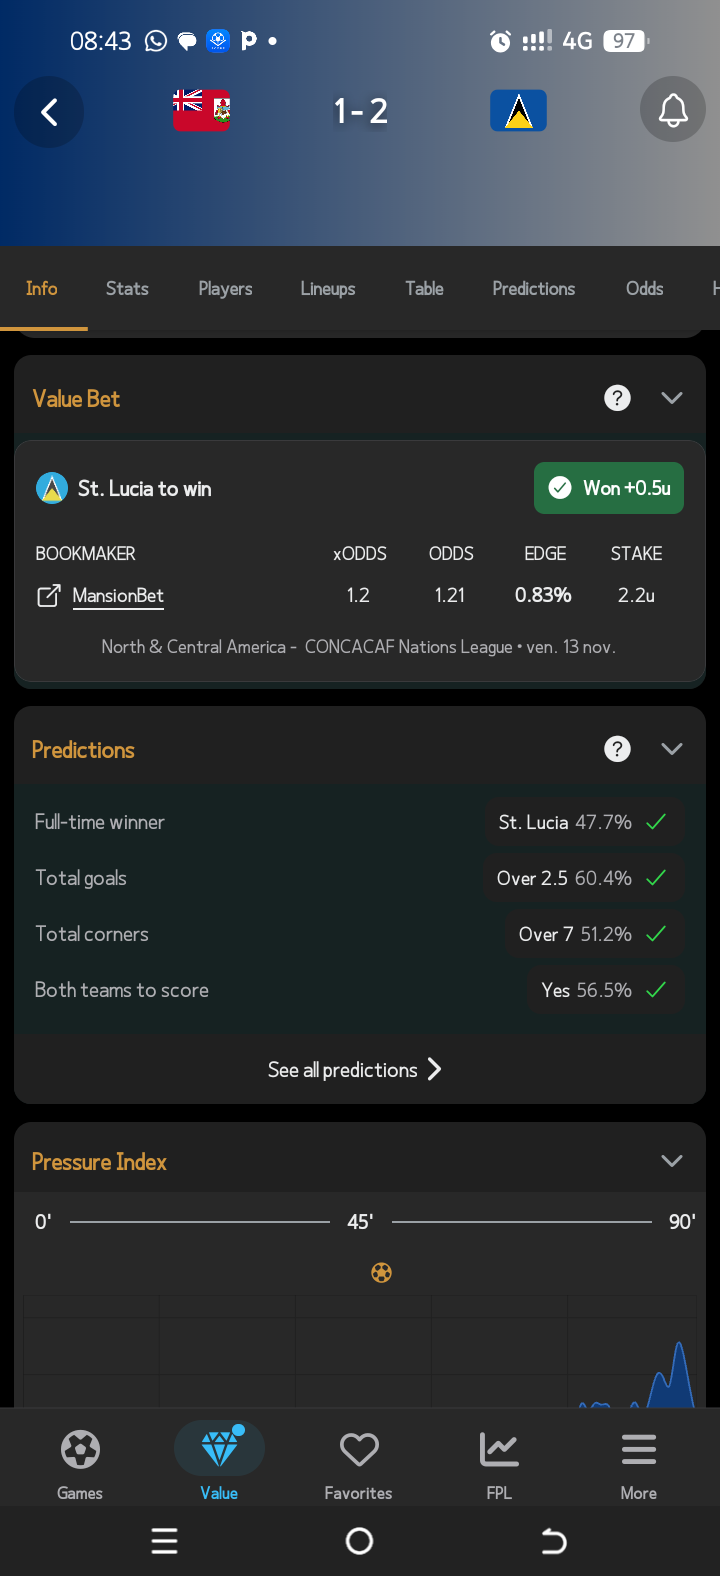 08:43 4G 97
1 - 2
Info Stats Players Lineups Table Predictions Odds H
Value Bet ?
St. Lucia to win Won +0.5u
BOOKMAKER xODDS ODDS EDGE STAKE
MansionBet 1.2 1.21 0.83% 2.2u
North & Central America - CONCACAF Nations League • ven. 13 nov.
Predictions ?
Full-time winner St. Lucia 47.7%
Total goals Over 2.5 60.4%
Total corners Over 7 51.2%
Both teams to score Yes 56.5%
See all predictions
Pressure Index
0' 45' 90'
Games Value Favorites FPL More